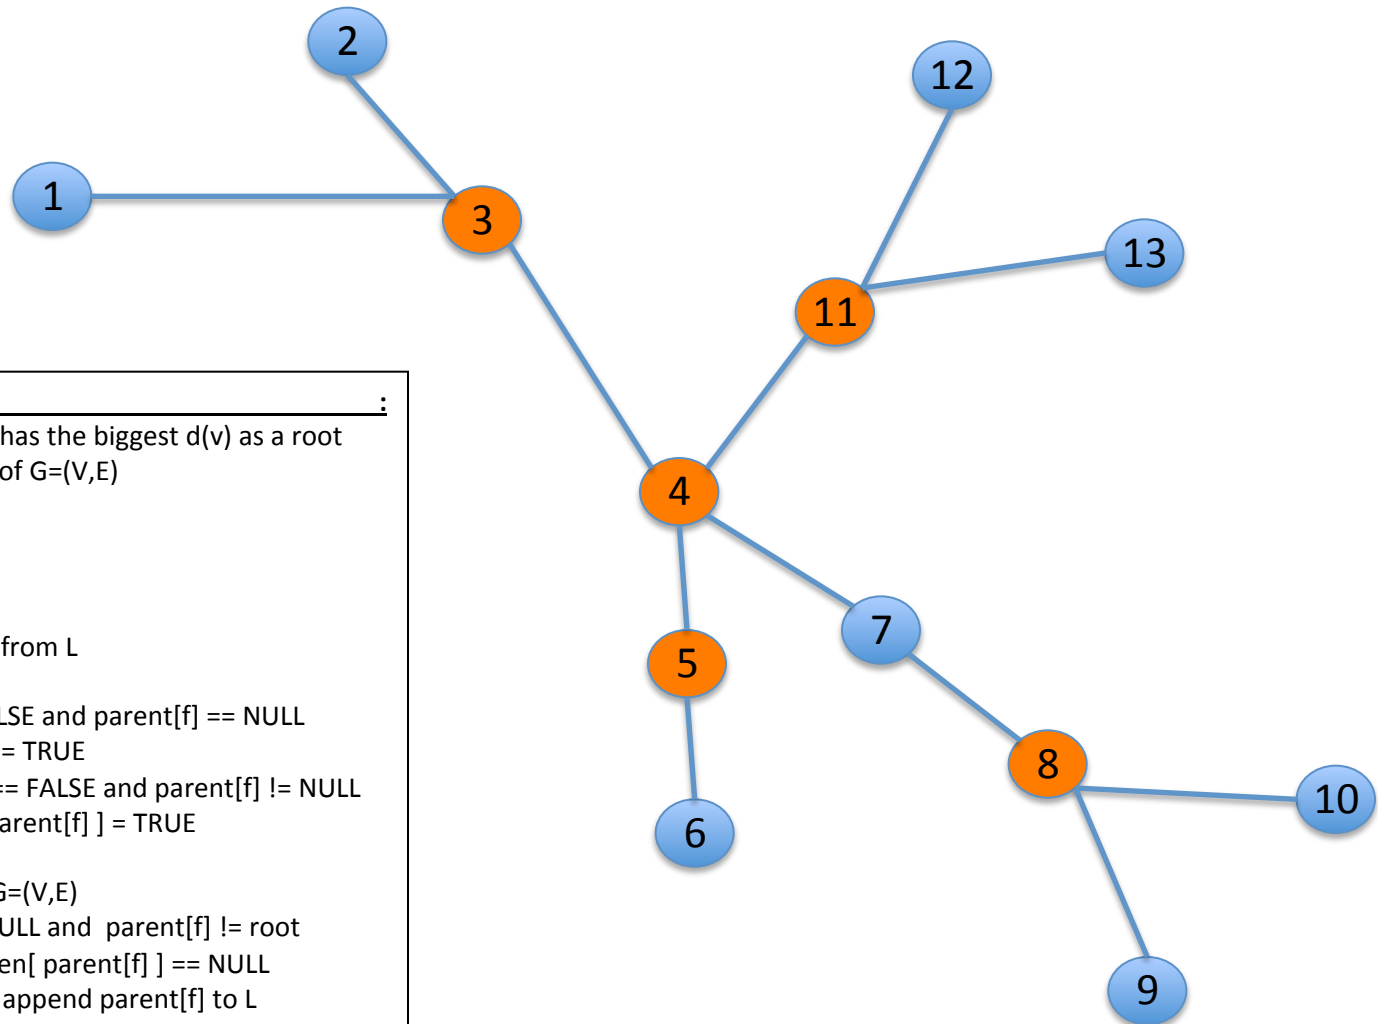 2
12
1
3
13
11
:
has the biggest d(v) as a root
of G=(V,E)
4
from L
7
5
LSE and parent[f] == NULL
= TRUE
8
== FALSE and parent[f] != NULL
10
arent[f] ] = TRUE
6
G=(V,E)
ULL and parent[f] != root
en[ parent[f] ] == NULL
9
append parent[f] to L